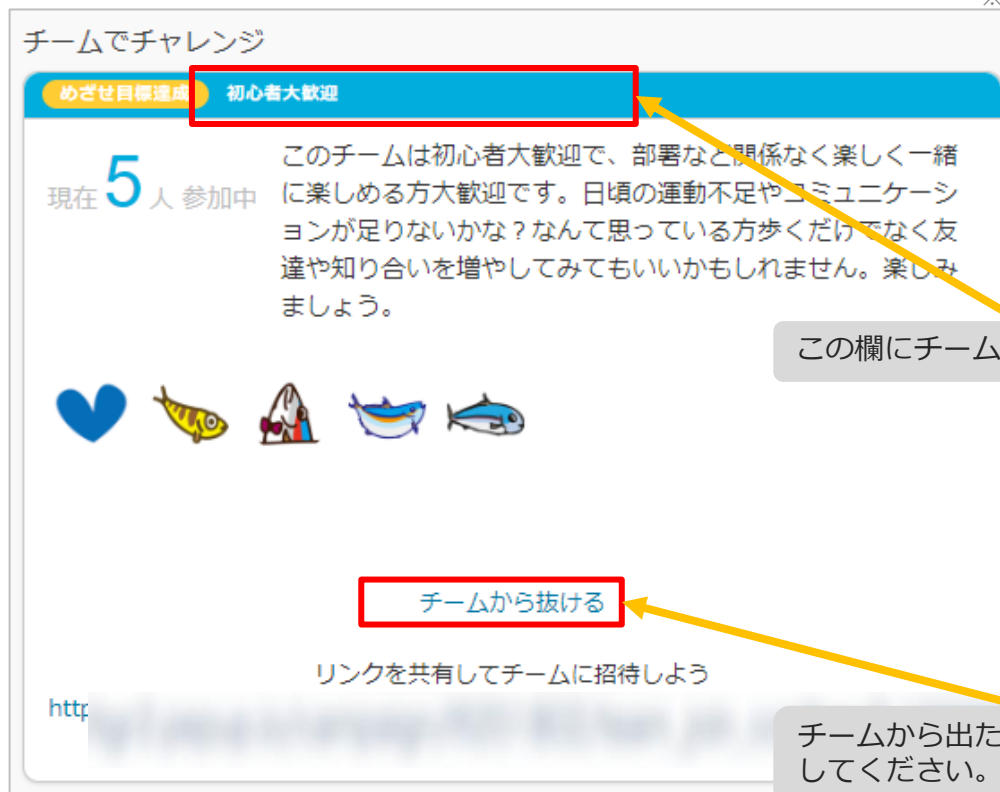 チームでチャレンジ
めざせ目標達成 初心者大歓迎
現在 5 人 参加中
このチームは初心者大歓迎で、部署など関係なく楽しく一緒
に楽しめる方大歓迎です。日頃の運動不足やコミュニケーシ
ョンが足りないかな？なんて思っている方歩くだけでなく友
達や知り合いを増やしてみてもいいかもしれません。楽しみ
ましょう。
この欄にチーム
チームから抜ける
リンクを共有してチームに招待しよう
http
チームから出た
してください。